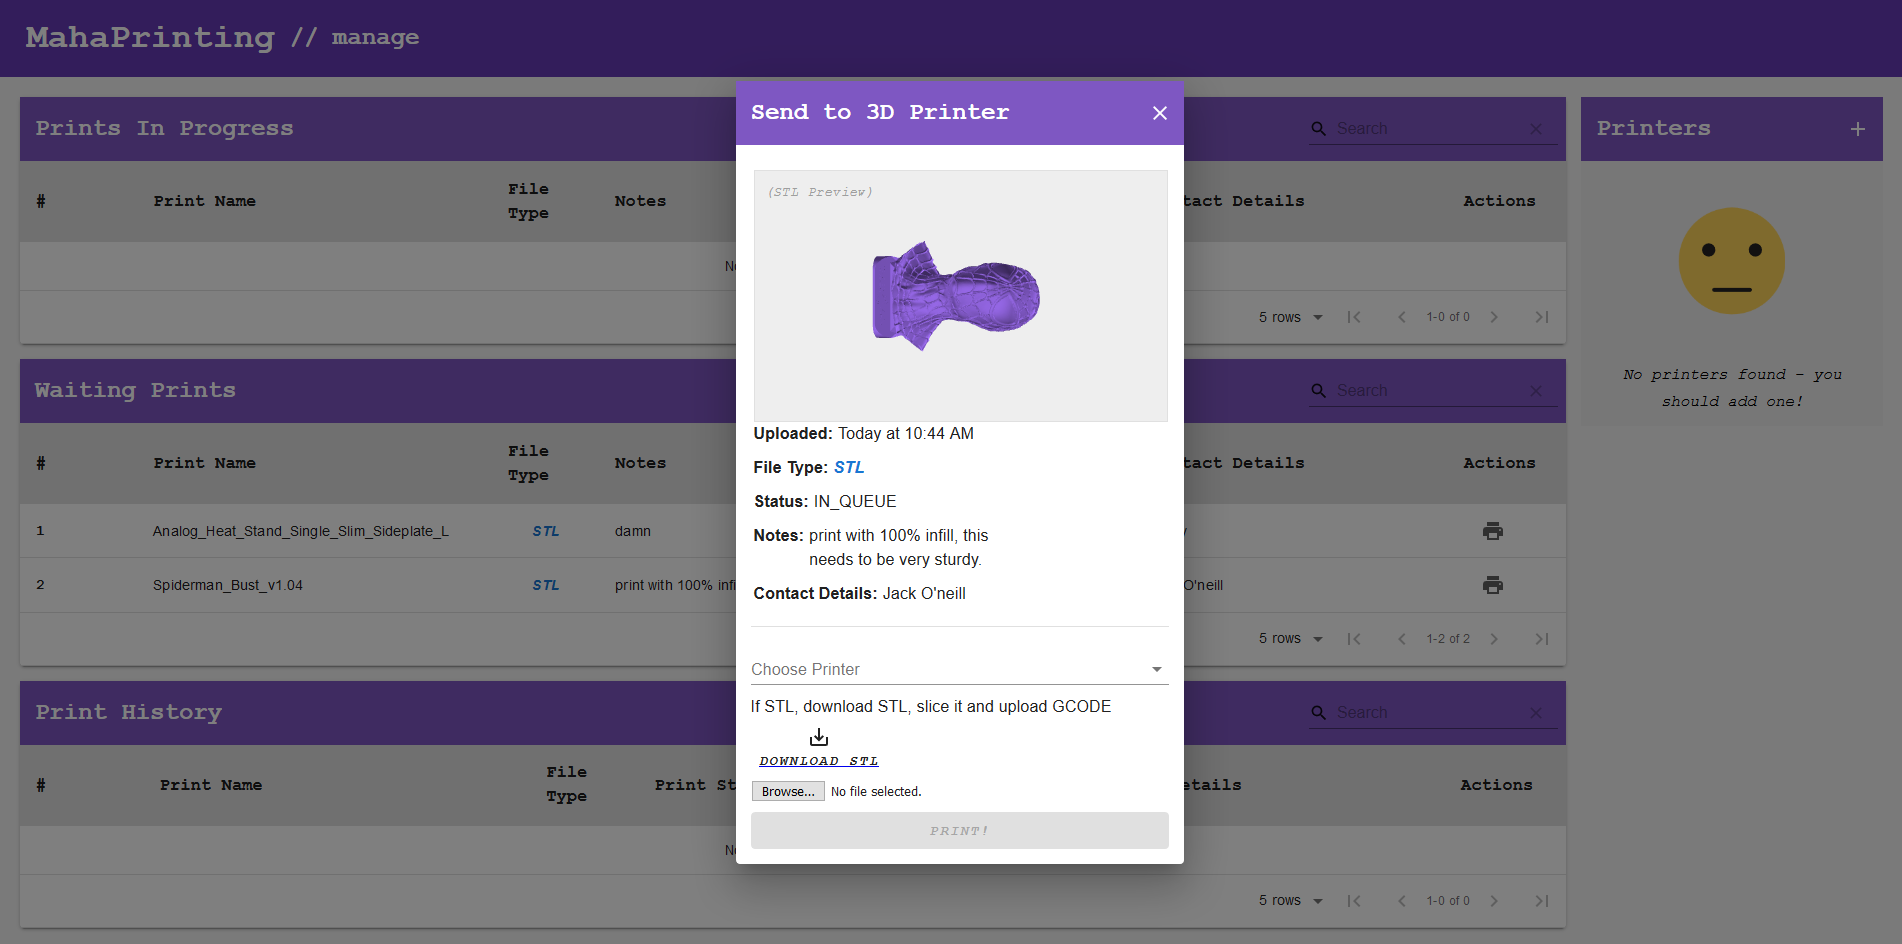 MahaPrinting // manage
Prints In Progress
Search
#
Print Name
File
Type
Notes
Details
Actions
5 rows
1-0 of 0
Waiting Prints
Search
#
Print Name
File
Type
Notes
Details
Actions
1
Analog_Heat_Stand_Single_Slim_Sideplate_L
STL
damn
2
Spiderman_Bust_v1.04
STL
print with 100%
O'neill
5 rows
1-2 of 2
Print History
Search
#
Print Name
File
Type
Print
Actions
5 rows
1-0 of 0
Send to 3D Printer
(STL Preview)
Uploaded: Today at 10:44 AM
File Type: STL
Status: IN_QUEUE
Notes: print with 100% infill, this
needs to be very sturdy.
Contact Details: Jack O'neill
Choose Printer
If STL, download STL, slice it and upload GCODE
DOWNLOAD STL
Browse... No file selected.
PRINT!
Printers
No printers found - you
should add one!